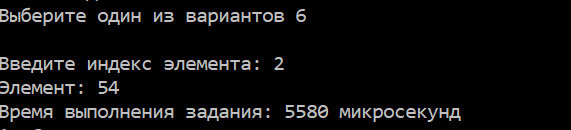 Выберите один из вариантов 6
Введите индекс элемента: 2
Элемент: 54
Время выполнения задания: 5580 микросекунд